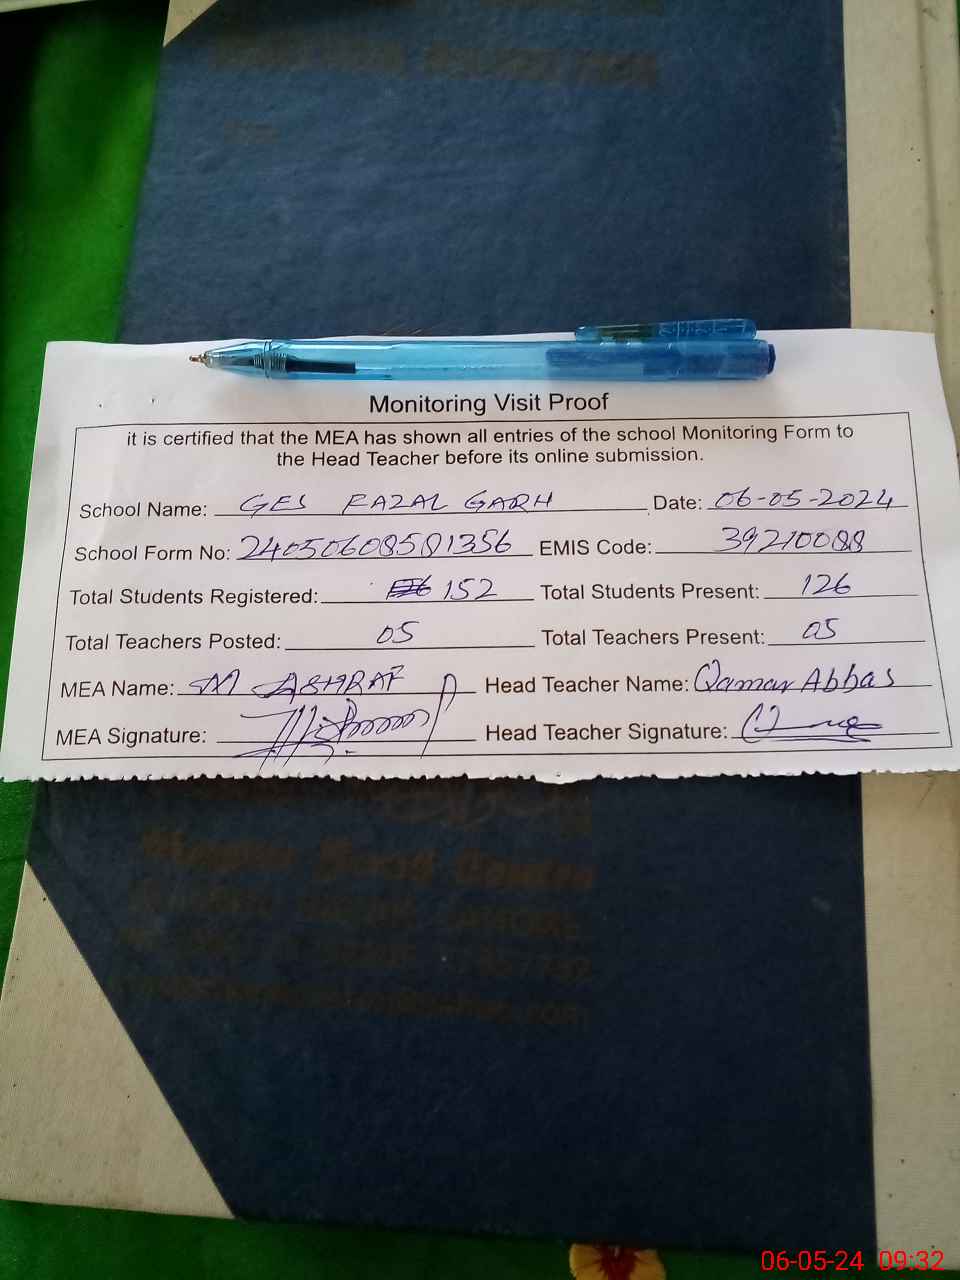 Monitoring Visit Proof
it is certified that the MEA has shown all entries of the school Monitoring Form to
the Head Teacher before its online submission.
School Name: GES FAZAL GARH Date: 06-05-2024
School Form No: 24050608581356 EMIS Code: 39210088
Total Students Registered: 152 Total Students Present: 126
Total Teachers Posted: 05 Total Teachers Present: 05
MEA Name: M ASHRAF Head Teacher Name: Qamar Abbas
MEA Signature: Head Teacher Signature:
06-05-24 09:32